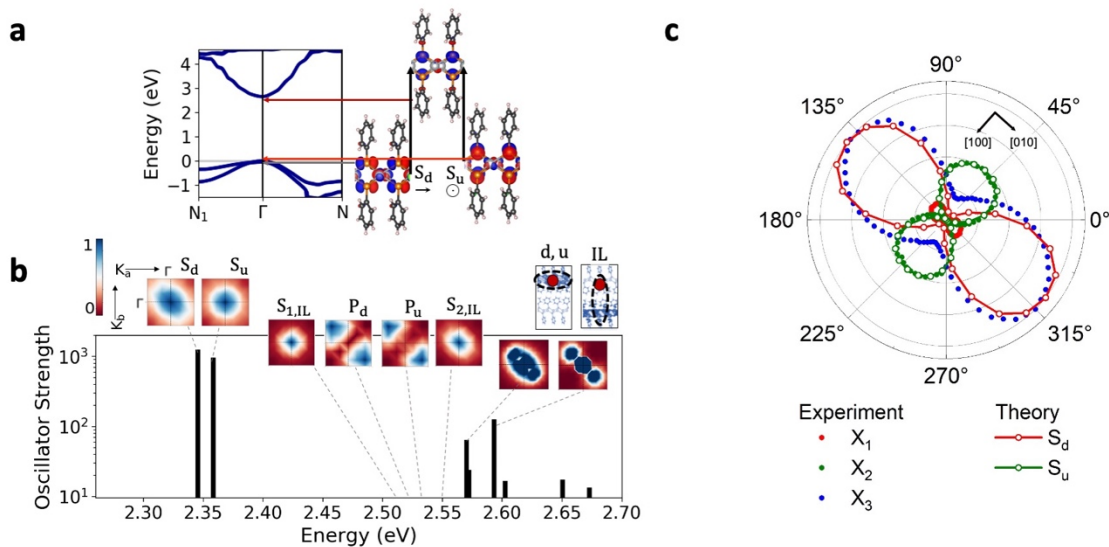 a
Energy (eV)
4
3
2
1
0
−1
N1
Γ
N
Sd
Su
b
1
0
Ka
Γ
Γ
Kb
Sd
Su
S1,IL
Pd
Pu
S2,IL
d, u
IL
Oscillator Strength
10³
10²
10¹
2.30
2.35
2.40
2.45
2.50
2.55
2.60
2.65
2.70
Energy (eV)
c
90°
135°
45°
[100]
[010]
180°
0°
225°
315°
270°
Experiment
X1
X2
X3
Theory
Sd
Su